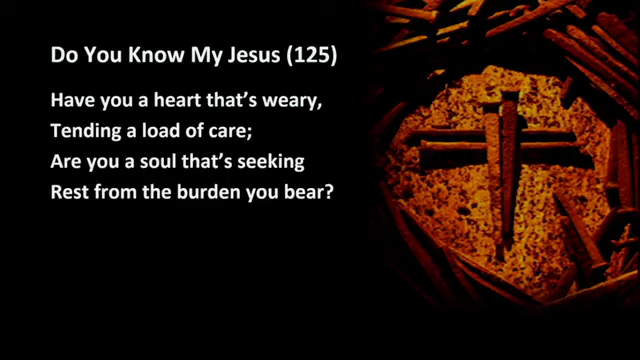 Do You Know My Jesus (125)
Have you a heart that’s weary,
Tending a load of care;
Are you a soul that’s seeking
Rest from the burden you bear?